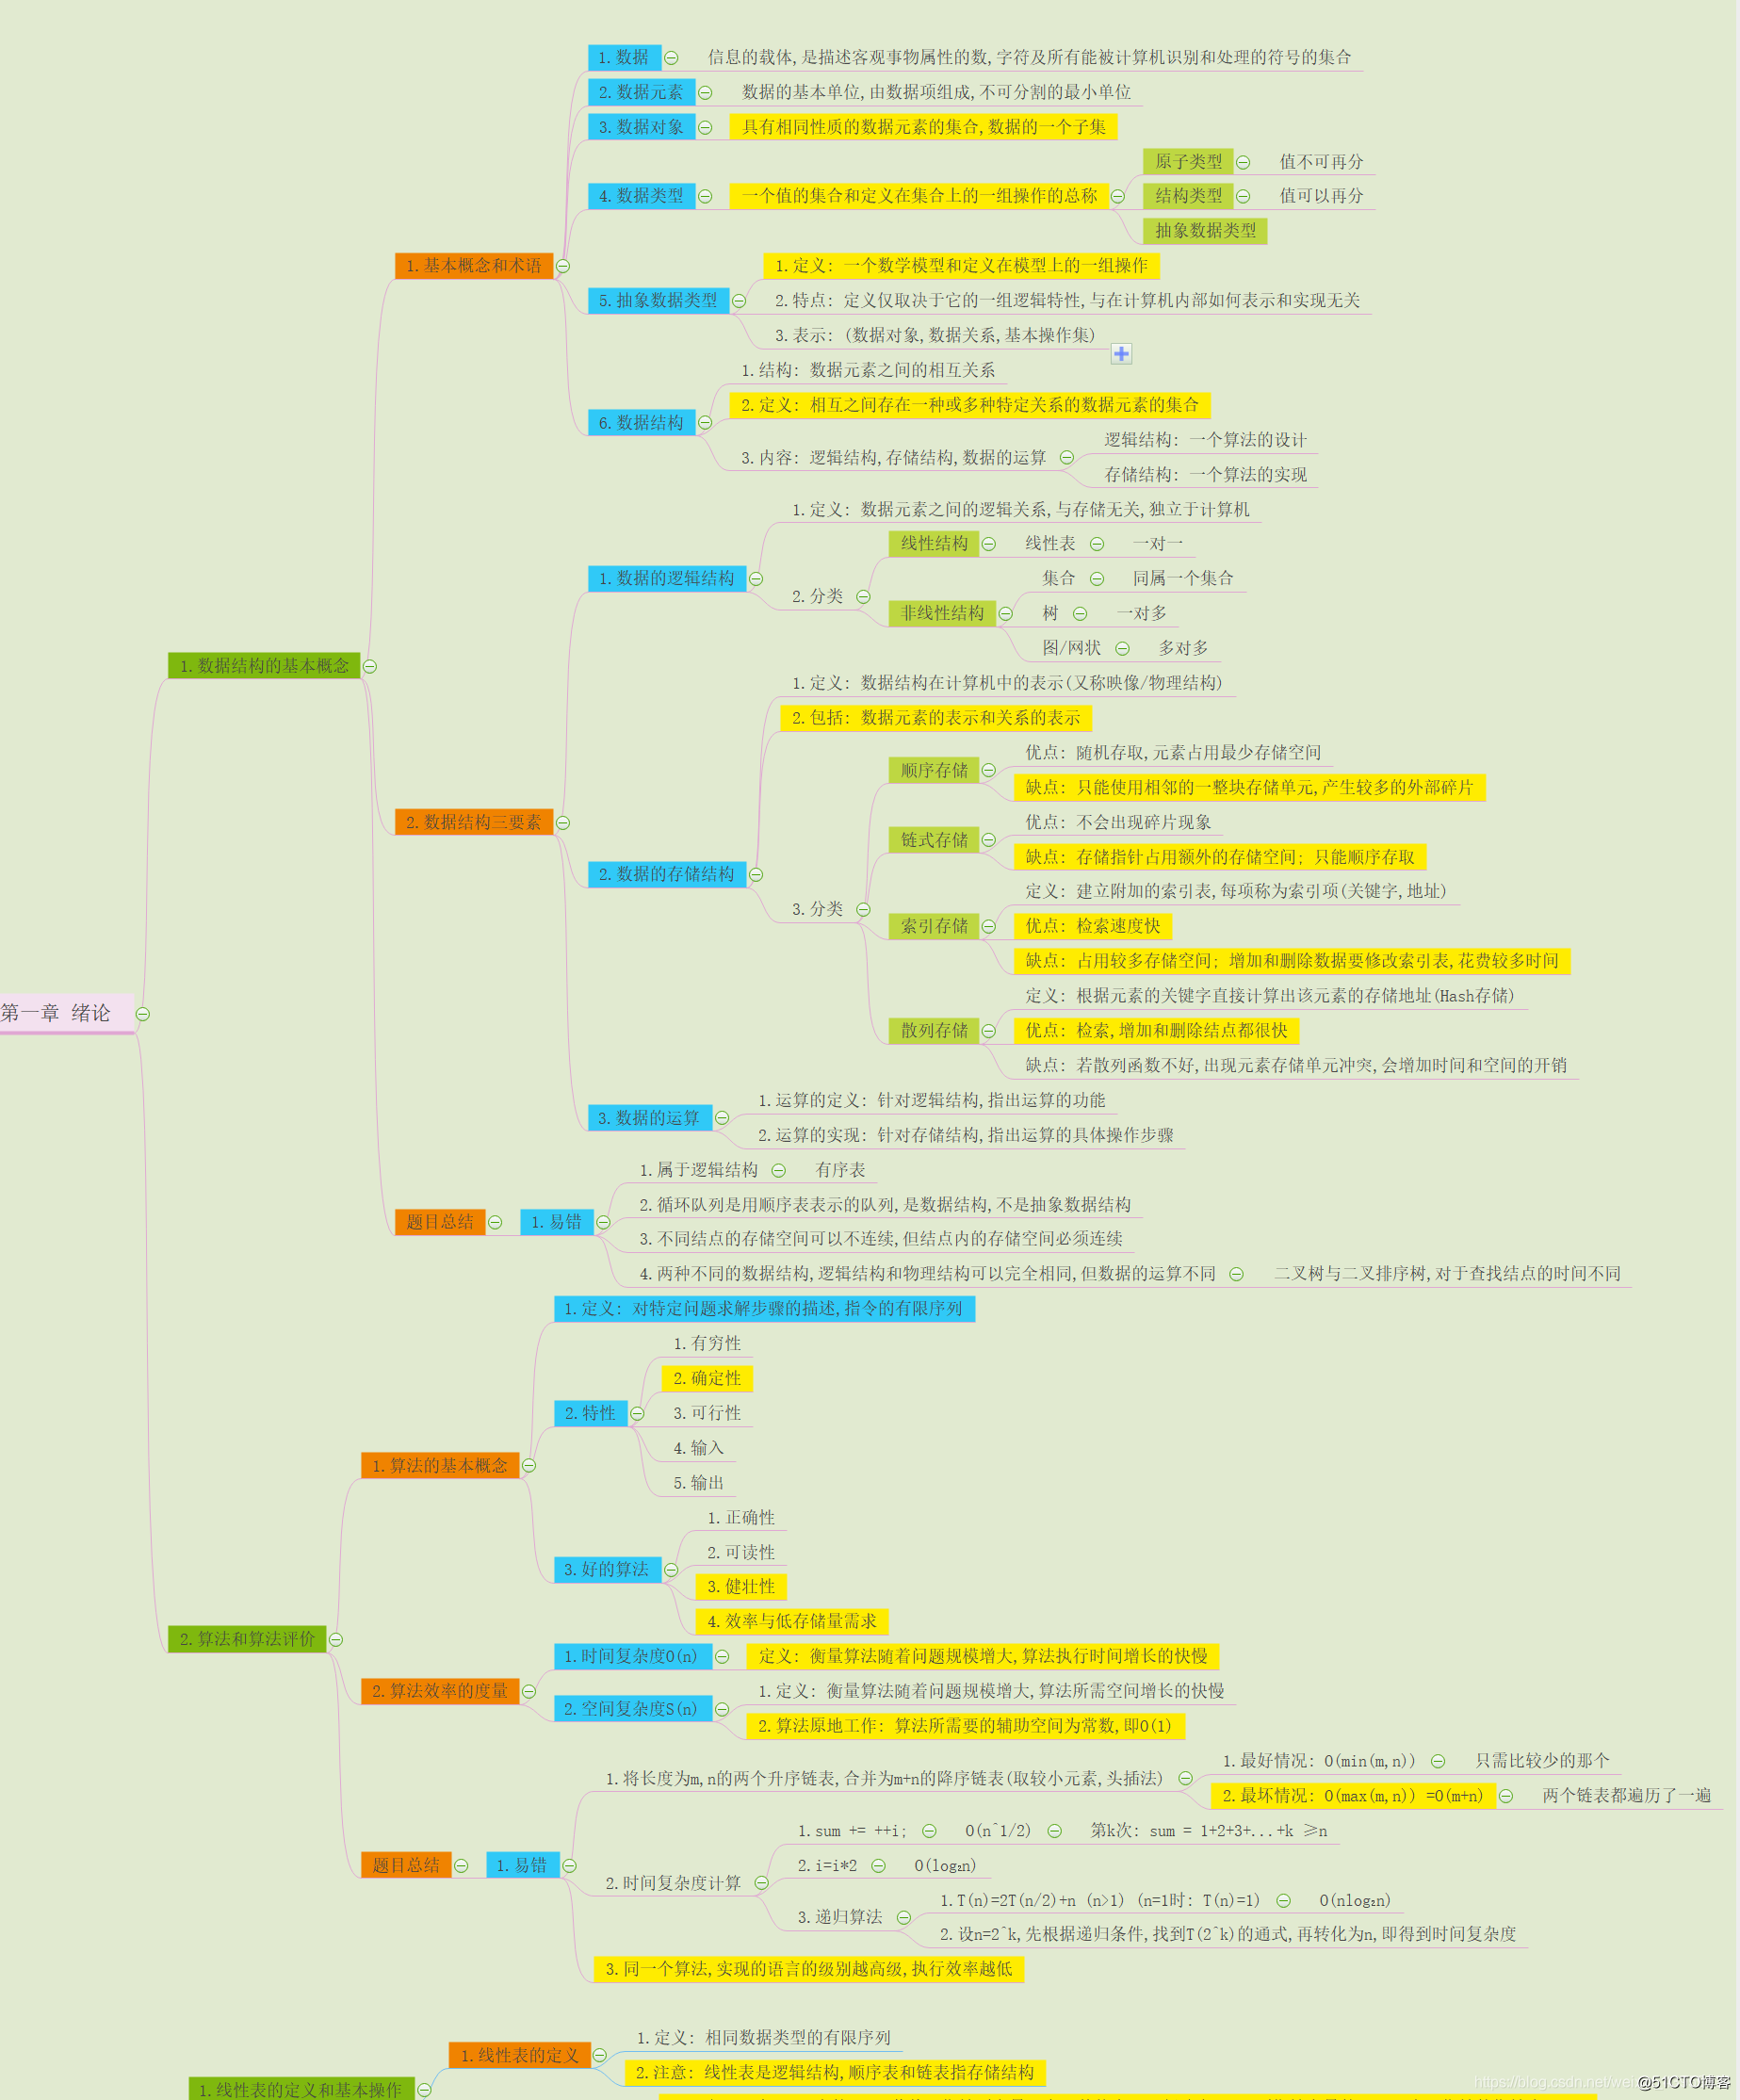 1.数据
信息的载体,是描述客观事物属性的数,字符及所有能被计算机识别和处理的符号的集合
2.数据元素
数据的基本单位,由数据项组成,不可分割的最小单位
3.数据对象
具有相同性质的数据元素的集合,数据的一个子集
原子类型
值不可再分
4.数据类型
一个值的集合和定义在集合上的一组操作的总称
结构类型
值可以再分
抽象数据类型
1.基本概念和术语
1.定义: 一个数学模型和定义在模型上的一组操作
5.抽象数据类型
2.特点: 定义仅取决于它的一组逻辑特性,与在计算机内部如何表示和实现无关
3.表示: (数据对象,数据关系,基本操作集)
1.结构: 数据元素之间的相互关系
2.定义: 相互之间存在一种或多种特定关系的数据元素的集合
6.数据结构
3.内容: 逻辑结构,存储结构,数据的运算
逻辑结构: 一个算法的设计
存储结构: 一个算法的实现
1.定义: 数据元素之间的逻辑关系,与存储无关,独立于计算机
线性结构
线性表
一对一
1.数据的逻辑结构
2.分类
集合
同属一个集合
非线性结构
树
一对多
图/网状
多对多
1.数据结构的基本概念
1.定义: 数据结构在计算机中的表示(又称映像/物理结构)
2.包括: 数据元素的表示和关系的表示
顺序存储
优点: 随机存取,元素占用最少存储空间
缺点: 只能使用相邻的一整块存储单元,产生较多的外部碎片
2.数据结构三要素
链式存储
优点: 不会出现碎片现象
缺点: 存储指针占用额外的存储空间; 只能顺序存取
2.数据的存储结构
3.分类
定义: 建立附加的索引表,每项称为索引项(关键字,地址)
索引存储
优点: 检索速度快
缺点: 占用较多存储空间; 增加和删除数据要修改索引表,花费较多时间
第一章 绪论
定义: 根据元素的关键字直接计算出该元素的存储地址(Hash存储)
散列存储
优点: 检索,增加和删除结点都很快
缺点: 若散列函数不好,出现元素存储单元冲突,会增加时间和空间的开销
3.数据的运算
1.运算的定义: 针对逻辑结构,指出运算的功能
2.运算的实现: 针对存储结构,指出运算的具体操作步骤
题目总结
1.易错
1.属于逻辑结构
有序表
2.循环队列是用顺序表表示的队列,是数据结构,不是抽象数据结构
3.不同结点的存储空间可以不连续,但结点内的存储空间必须连续
4.两种不同的数据结构,逻辑结构和物理结构可以完全相同,但数据的运算不同
二叉树与二叉排序树,对于查找结点的时间不同
1.定义: 对特定问题求解步骤的描述,指令的有限序列
1.有穷性
2.确定性
2.特性
3.可行性
4.输入
5.输出
1.算法的基本概念
1.正确性
2.可读性
3.好的算法
3.健壮性
4.效率与低存储量需求
2.算法和算法评价
1.时间复杂度O(n)
定义: 衡量算法随着问题规模增大,算法执行时间增长的快慢
2.算法效率的度量
2.空间复杂度S(n)
1.定义: 衡量算法随着问题规模增大,算法所需空间增长的快慢
2.算法原地工作: 算法所需要的辅助空间为常数,即O(1)
1.将长度为m,n的两个升序链表,合并为m+n的降序链表(取较小元素,头插法)
1.最好情况: O(min(m,n))
只需比较少的那个
2.最坏情况: O(max(m,n)) =O(m+n)
两个链表都遍历了一遍
题目总结
1.易错
2.时间复杂度计算
1.sum += ++i;
O(n^1/2)
第k次: sum = 1+2+3+...+k ≥n
2.i=i*2
O(log₂n)
3.递归算法
1.T(n)=2T(n/2)+n (n>1) (n=1时: T(n)=1)
O(nlog₂n)
2.设n=2^k,先根据递归条件,找到T(2^k)的通式,再转化为n,即得到时间复杂度
3.同一个算法,实现的语言的级别越高级,执行效率越低
1.线性表的定义
1.定义: 相同数据类型的有限序列
2.注意: 线性表是逻辑结构,顺序表和链表指存储结构
1.线性表的定义和基本操作
https://blog.csdn.net/wei
@51CTO博客